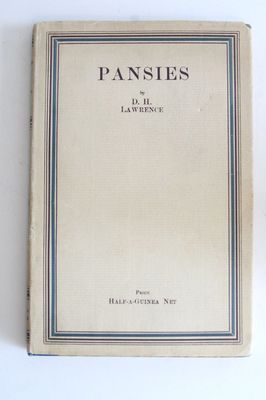 PANSIES
by
D. H.
LAWRENCE
PRICE
HALF-A-GUINEA NET